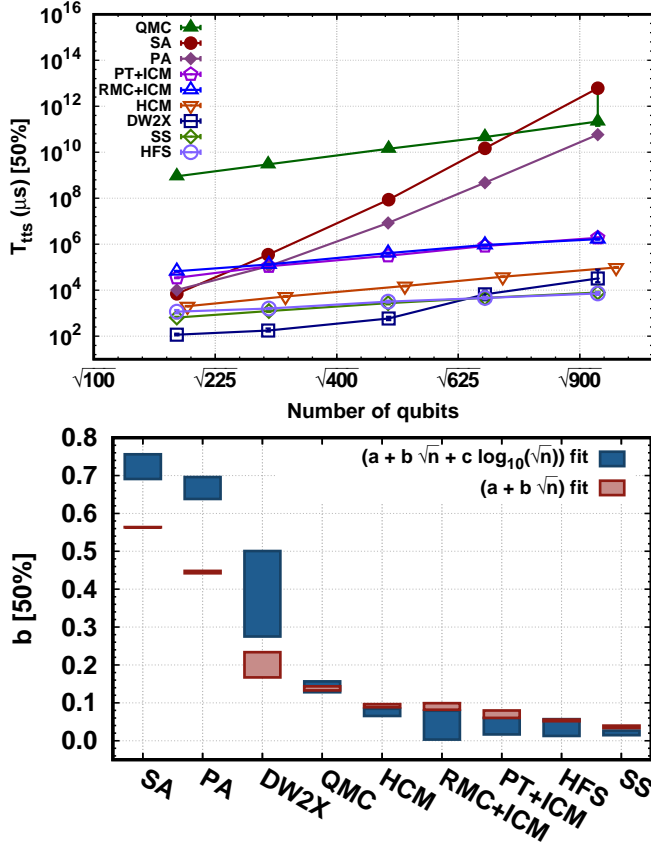 10^16
10^14
10^12
10^10
10^8
10^6
10^4
10^2
T_tts (μs) [50%]
QMC
SA
PA
PT+ICM
RMC+ICM
HCM
DW2X
SS
HFS
√100 √225 √400 √625 √900
Number of qubits
0.8
0.7
0.6
0.5
0.4
0.3
0.2
0.1
0.0
b [50%]
(a + b √n + c log_10(√n)) fit
(a + b √n) fit
SA PA DW2X QMC HCM RMC+ICM PT+ICM HFS SS